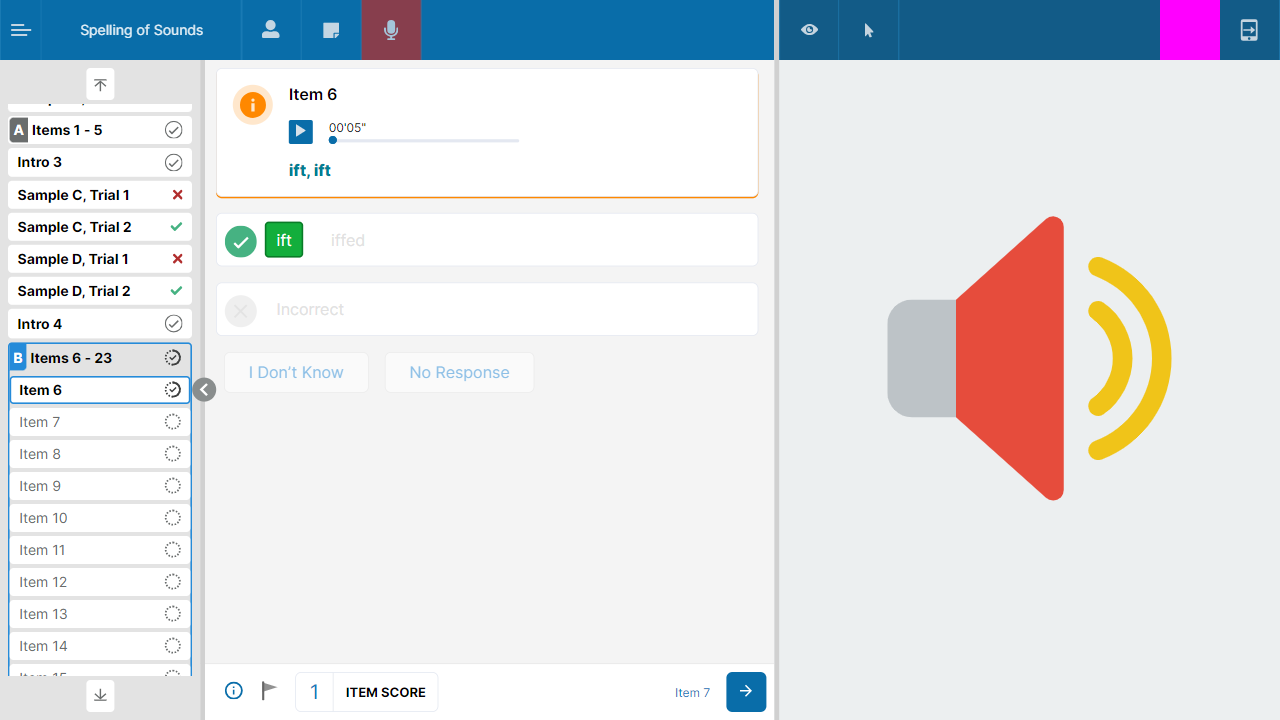 Spelling of Sounds
A Items 1 - 5
Intro 3
Sample C, Trial 1
Sample C, Trial 2
Sample D, Trial 1
Sample D, Trial 2
Intro 4
B Items 6 - 23
Item 6
Item 7
Item 8
Item 9
Item 10
Item 11
Item 12
Item 13
Item 14
Item 6
00'05"
ift, ift
ift iffed
Incorrect
I Don't Know No Response
1 ITEM SCORE
Item 7